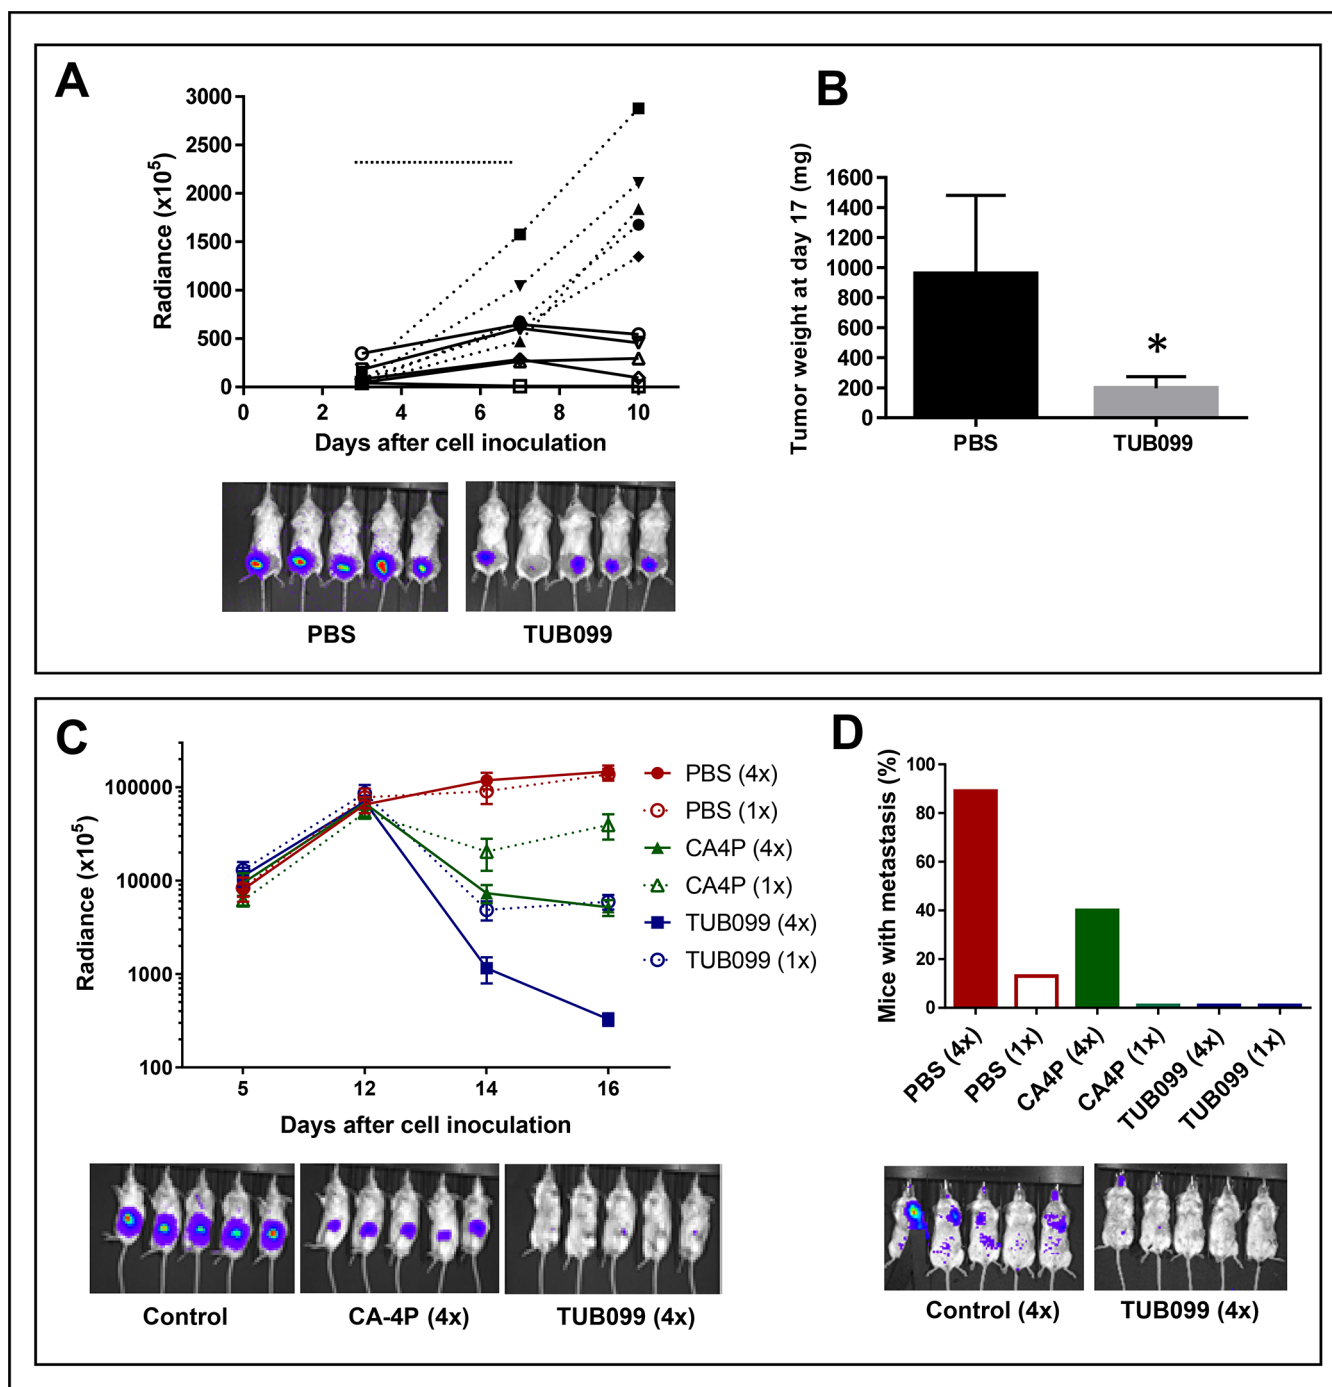 A
Radiance (x10⁵)
3000
2500
2000
1500
1000
500
0
0 2 4 6 8 10
Days after cell inoculation
PBS TUB099
B
Tumor weight at day 17 (mg)
1600
1400
1200
1000
800
600
400
200
0
*
PBS TUB099
C
Radiance (x10⁵)
100000
10000
1000
100
5 12 14 16
Days after cell inoculation
PBS (4x)
PBS (1x)
CA4P (4x)
CA4P (1x)
TUB099 (4x)
TUB099 (1x)
Control CA-4P (4x) TUB099 (4x)
D
Mice with metastasis (%)
100
80
60
40
20
0
PBS (4x)
PBS (1x)
CA4P (4x)
CA4P (1x)
TUB099 (4x)
TUB099 (1x)
Control (4x) TUB099 (4x)